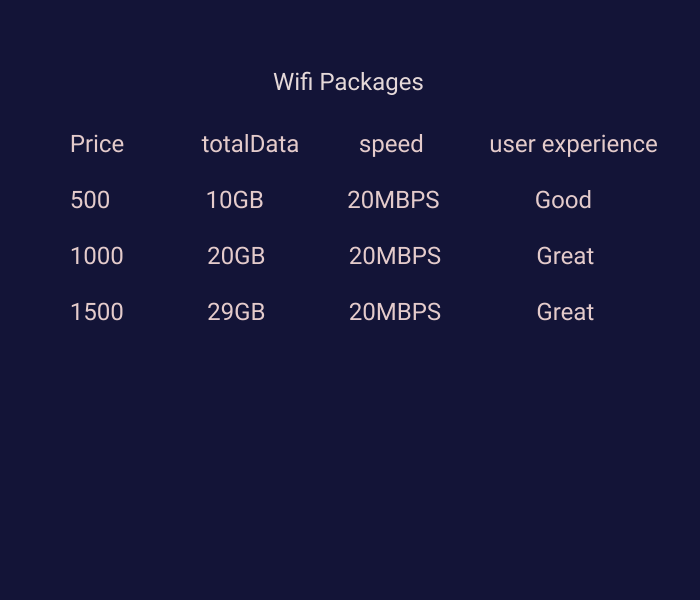 Wifi Packages
Price totalData speed user experience
500 10GB 20MBPS Good
1000 20GB 20MBPS Great
1500 29GB 20MBPS Great